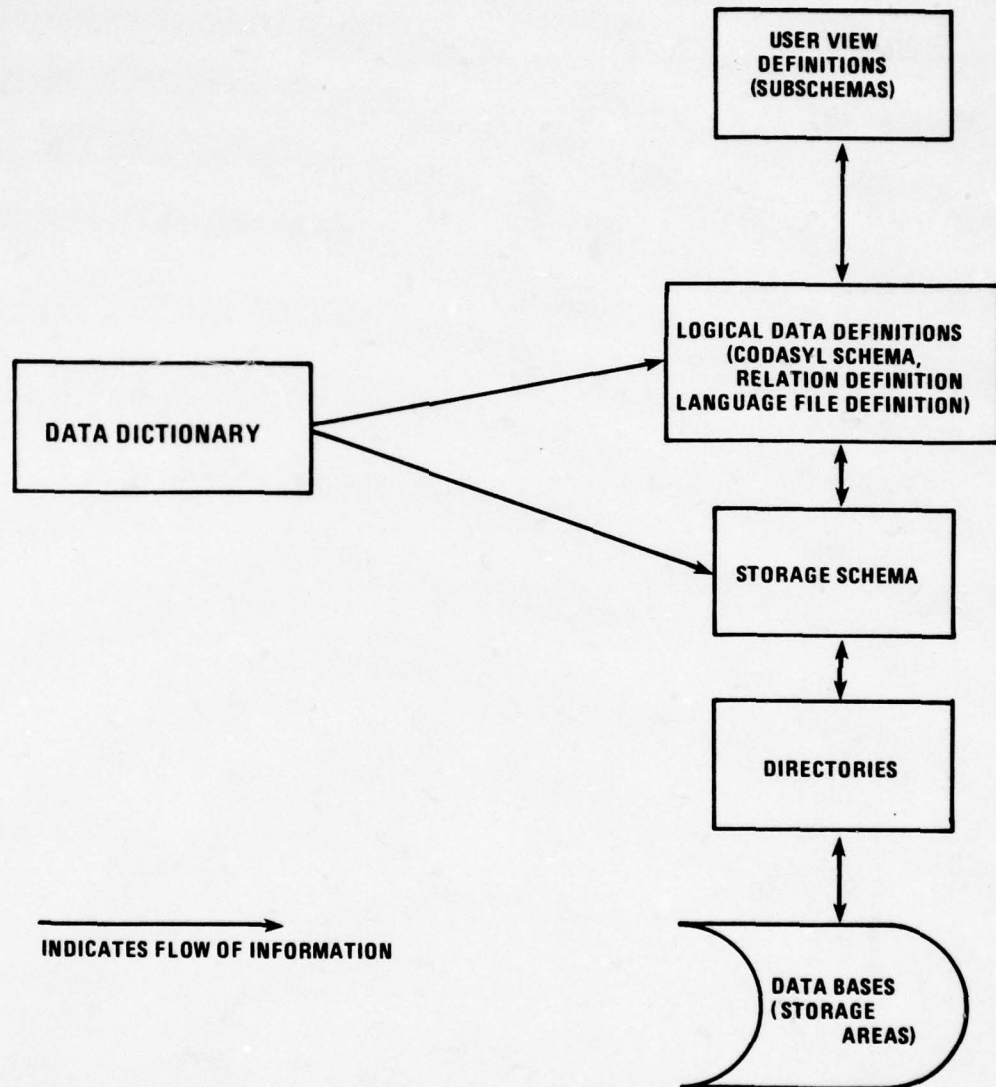 USER VIEW
DEFINITIONS
(SUBSCHEMAS)
LOGICAL DATA DEFINITIONS
(CODASYL SCHEMA,
RELATION DEFINITION
LANGUAGE FILE DEFINITION)
DATA DICTIONARY
STORAGE SCHEMA
DIRECTORIES
INDICATES FLOW OF INFORMATION
DATA BASES
(STORAGE
AREAS)